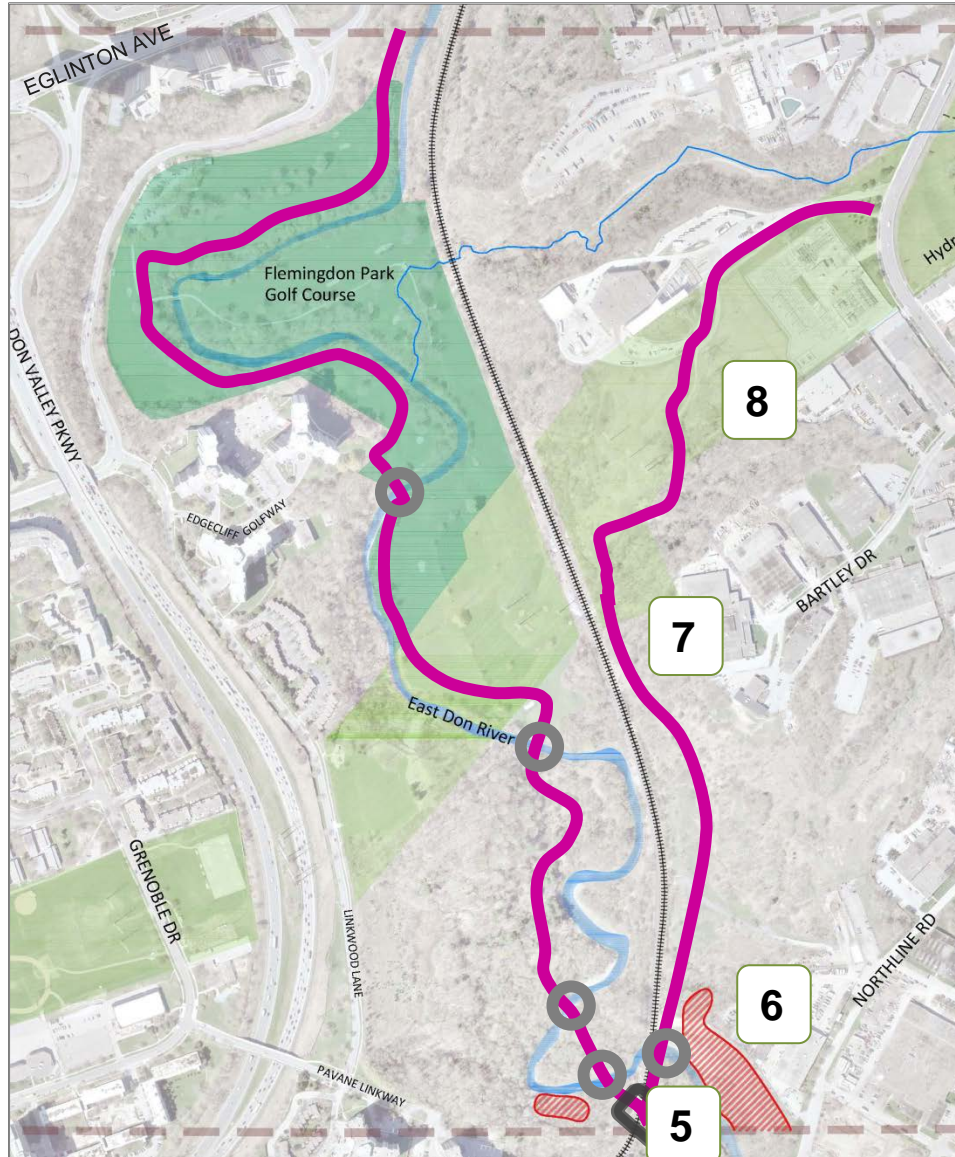 EGLINTON AVE
Flemingdon Park
Golf Course
Hydr
DON VALLEY PKWY
8
EDGECLIFF GOLFWAY
BARTLEY DR
7
East Don River
GRENOBLE DR
LINKWOOD LANE
NORTHLINE RD
6
PAVANE LINKWAY
5